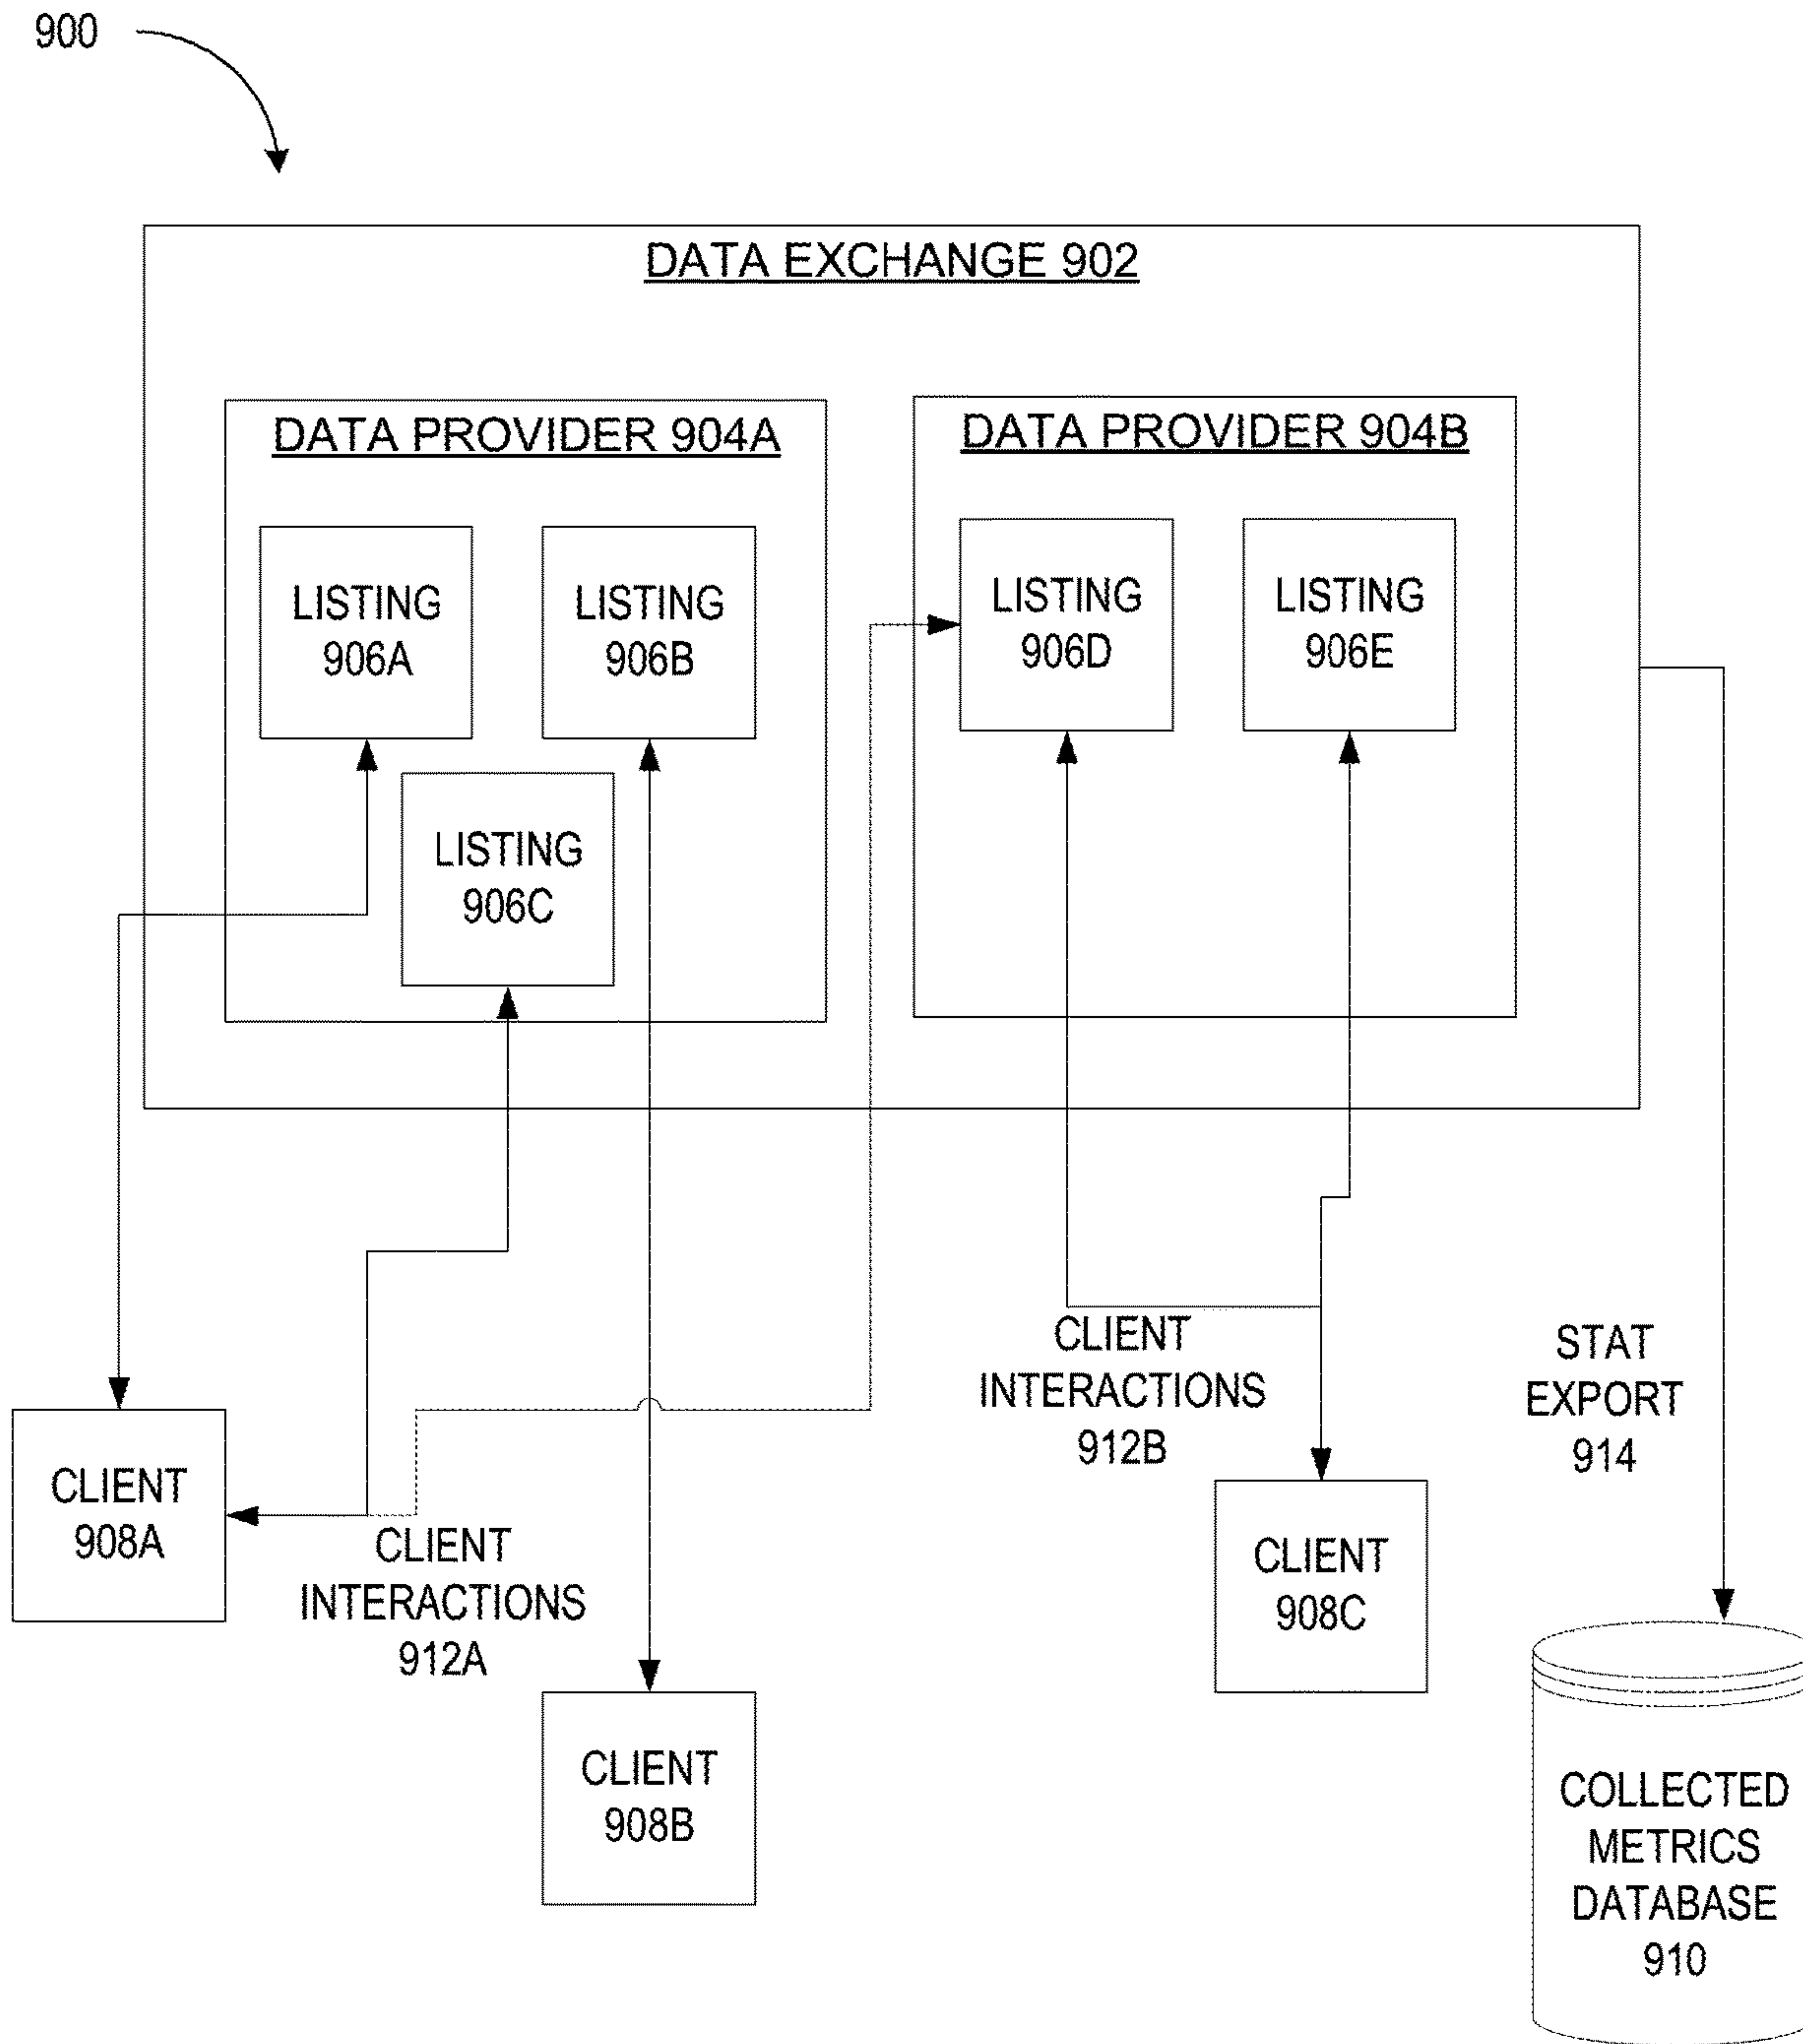 900
DATA EXCHANGE 902
DATA PROVIDER 904A
DATA PROVIDER 904B
LISTING
906A
LISTING
906B
LISTING
906C
LISTING
906D
LISTING
906E
CLIENT
INTERACTIONS
912B
STAT
EXPORT
914
CLIENT
908A
CLIENT
INTERACTIONS
912A
CLIENT
908C
CLIENT
908B
COLLECTED
METRICS
DATABASE
910